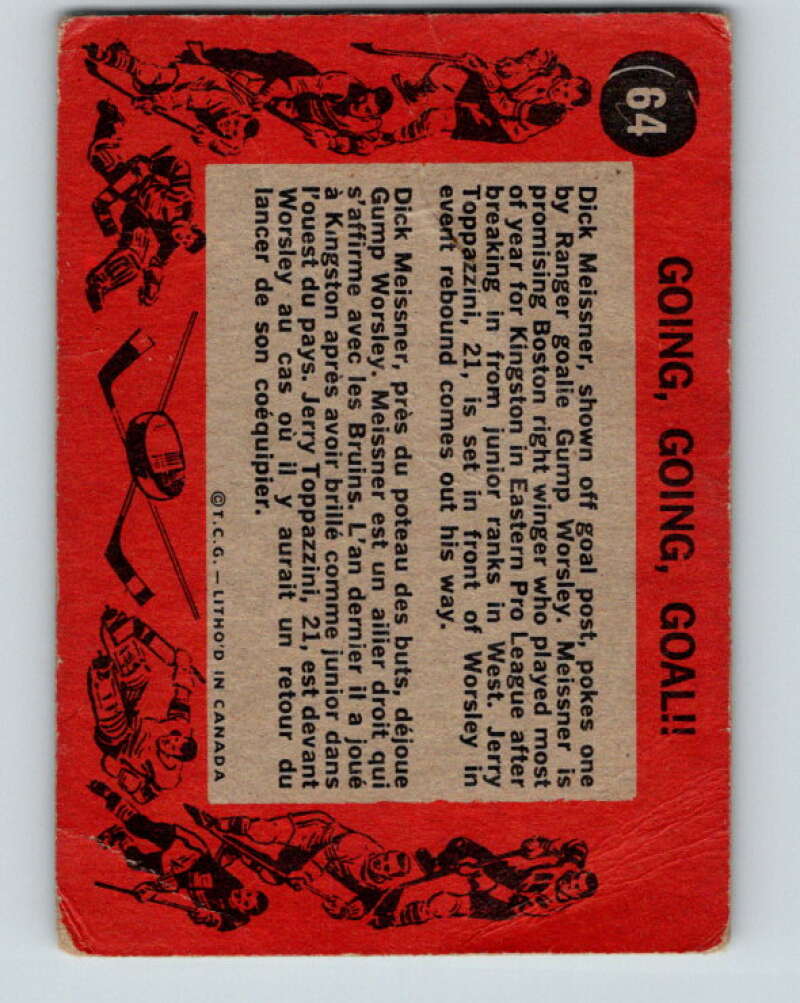 64
GOING, GOING, GOAL!!
Dick Meissner, shown off goal post, pokes one
by Ranger goalie Gump Worsley. Meissner is
promising Boston right winger who played most
of year for Kingston in Eastern Pro League after
breaking in from junior ranks in West. Jerry
Toppazzini, 21, is set in front of Worsley in
event rebound comes out his way.
Dick Meissner, près du poteau des buts, déjoue
Gump Worsley. Meissner est un ailier droit qui
s'affirme avec les Bruins. L'an dernier il a joué
à Kingston après avoir brillé comme junior dans
l'ouest du pays. Jerry Toppazzini, 21, est devant
Worsley au cas où il y aurait un retour du
lancer de son coéquipier.
©T.C.G. — LITHO'D IN CANADA